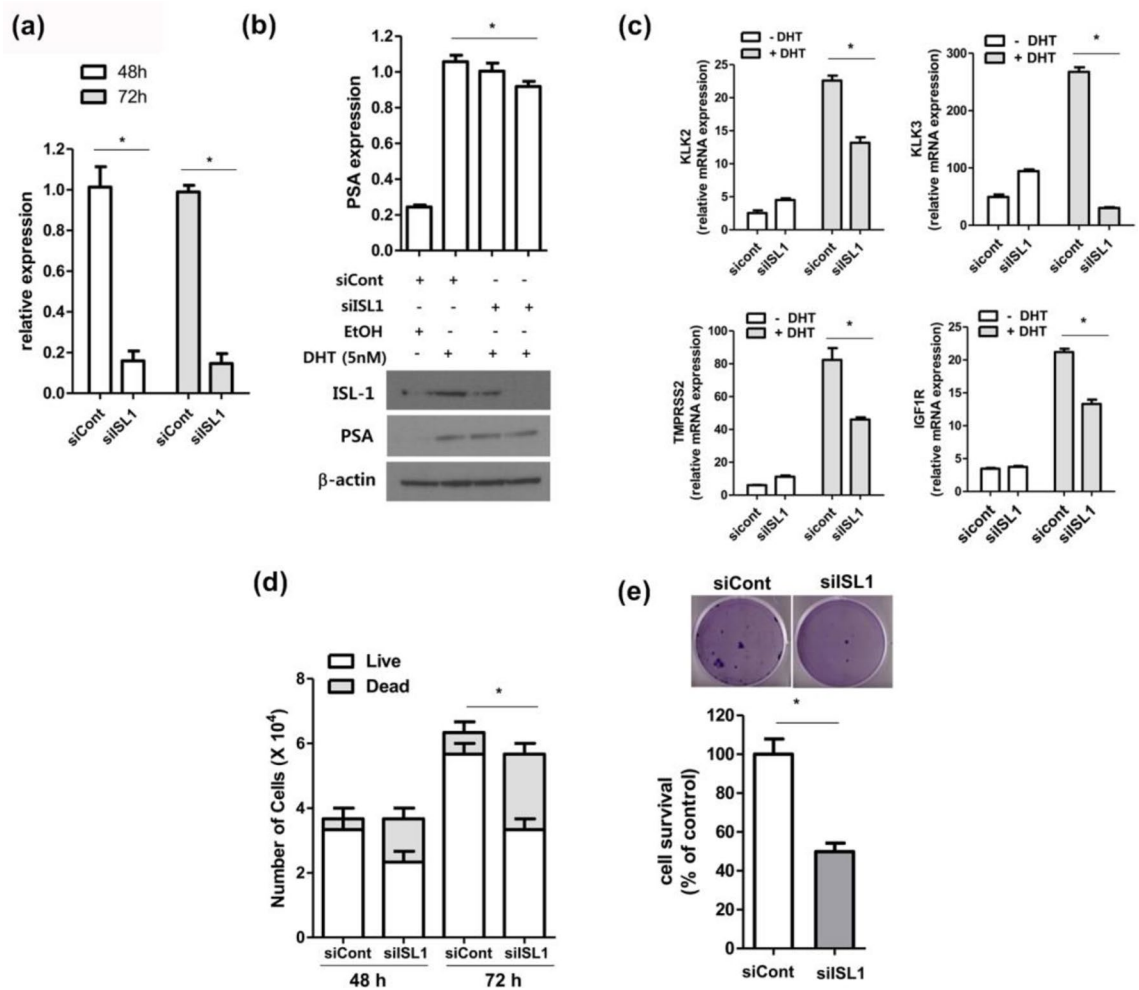 (a)
48h
72h
relative expression
1.2
1.0
0.8
0.6
0.4
0.2
0.0
*
*
siCont
siISL1
siCont
siISL1
(b)
PSA expression
1.2
1.0
0.8
0.6
0.4
0.2
0.0
*
siCont + + - -
siISL1 - - + +
EtOH + - - -
DHT (5nM) - + + +
ISL-1
PSA
β-actin
(c)
- DHT
+ DHT
KLK2
(relative mRNA expression)
25
20
15
10
5
0
*
sicont
siISL1
sicont
siISL1
- DHT
+ DHT
KLK3
(relative mRNA expression)
300
200
100
0
*
sicont
siISL1
sicont
siISL1
- DHT
+ DHT
TMPRSS2
(relative mRNA expression)
100
80
60
40
20
0
*
sicont
siISL1
sicont
siISL1
- DHT
+ DHT
IGF1R
(relative mRNA expression)
25
20
15
10
5
0
*
sicont
siISL1
sicont
siISL1
(d)
Live
Dead
Number of Cells (X 10⁴)
8
6
4
2
0
*
siCont siISL1 siCont siISL1
48 h 72 h
(e)
siCont siISL1
cell survival
(% of control)
120
100
80
60
40
20
0
*
siCont siISL1